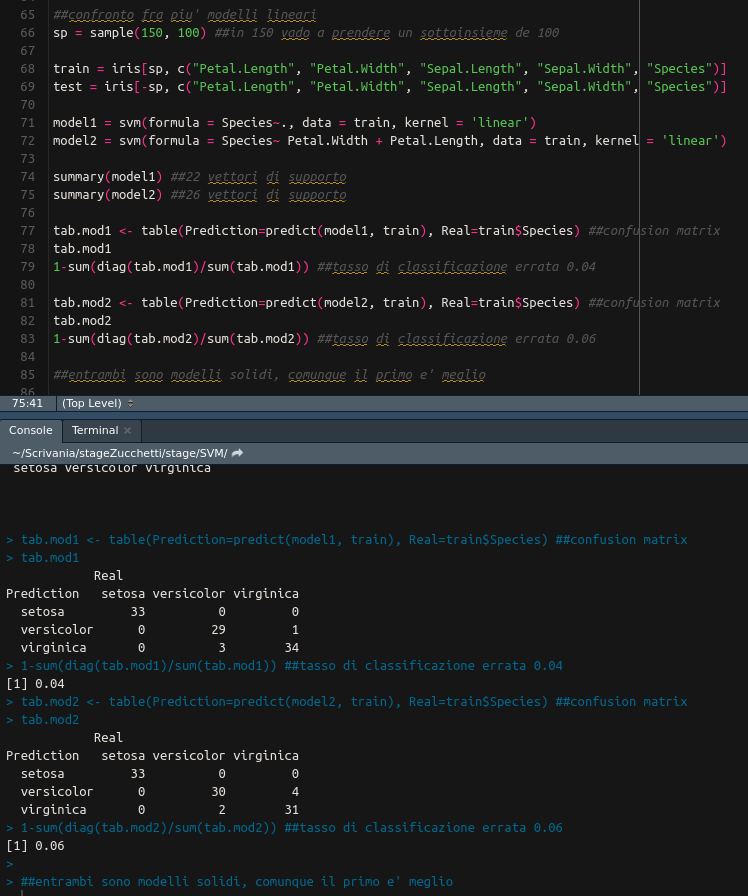 65 ##confronto fra piu' modelli lineari
66 sp = sample(150, 100) ##in 150 vado a prendere un sottoinsieme de 100
67
68 train = iris[sp, c("Petal.Length", "Petal.Width", "Sepal.Length", "Sepal.Width", "Species")]
69 test = iris[-sp, c("Petal.Length", "Petal.Width", "Sepal.Length", "Sepal.Width", "Species")]
70
71 model1 = svm(formula = Species~., data = train, kernel = 'linear')
72 model2 = svm(formula = Species~ Petal.Width + Petal.Length, data = train, kernel = 'linear')
73
74 summary(model1) ##22 vettori di supporto
75 summary(model2) ##26 vettori di supporto
76
77 tab.mod1 <- table(Prediction=predict(model1, train), Real=train$Species) ##confusion matrix
78 tab.mod1
79 1-sum(diag(tab.mod1)/sum(tab.mod1)) ##tasso di classificazione errata 0.04
80
81 tab.mod2 <- table(Prediction=predict(model2, train), Real=train$Species) ##confusion matrix
82 tab.mod2
83 1-sum(diag(tab.mod2)/sum(tab.mod2)) ##tasso di classificazione errata 0.06
84
85 ##entrambi sono modelli solidi, comunque il primo e' meglio
86
75:41 (Top Level)
Console Terminal
~/Scrivania/stageZucchetti/stage/SVM/
setosa versicolor virginica
> tab.mod1 <- table(Prediction=predict(model1, train), Real=train$Species) ##confusion matrix
> tab.mod1
Real
Prediction setosa versicolor virginica
setosa 33 0 0
versicolor 0 29 1
virginica 0 3 34
> 1-sum(diag(tab.mod1)/sum(tab.mod1)) ##tasso di classificazione errata 0.04
[1] 0.04
> tab.mod2 <- table(Prediction=predict(model2, train), Real=train$Species) ##confusion matrix
> tab.mod2
Real
Prediction setosa versicolor virginica
setosa 33 0 0
versicolor 0 30 4
virginica 0 2 31
> 1-sum(diag(tab.mod2)/sum(tab.mod2)) ##tasso di classificazione errata 0.06
[1] 0.06
>
> ##entrambi sono modelli solidi, comunque il primo e' meglio